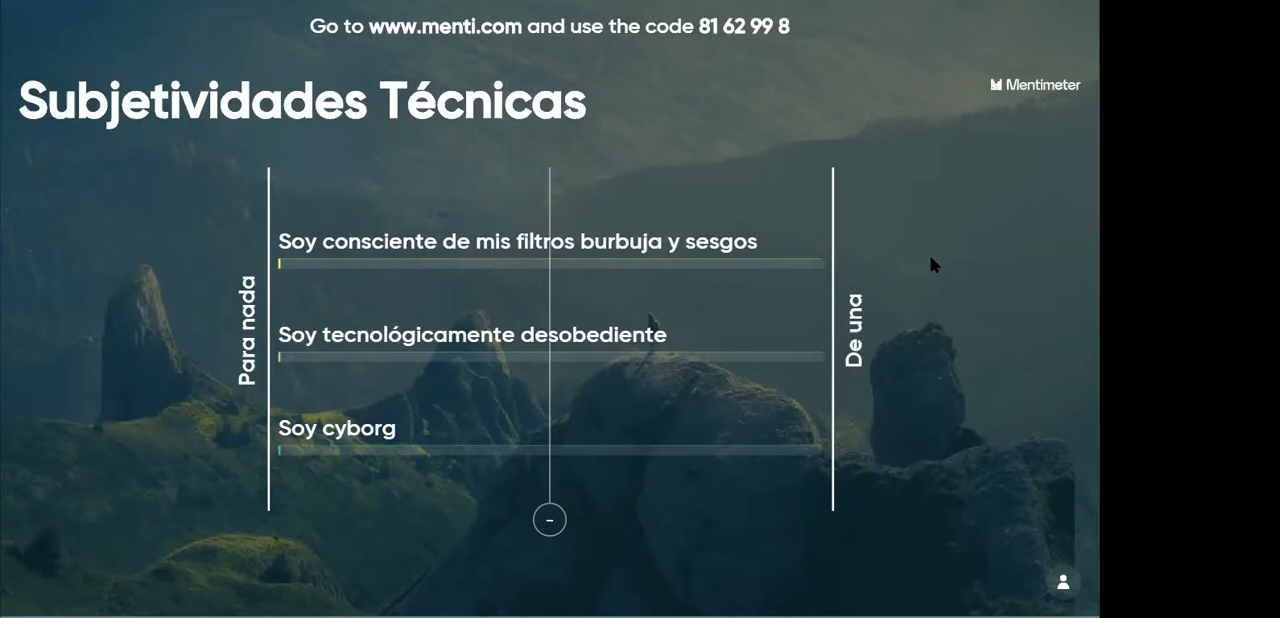 Go to www.menti.com and use the code 81 62 99 8
Mentimeter
Subjetividades Técnicas
Soy consciente de mis filtros burbuja y sesgos
Para nada
Soy tecnológicamente desobediente
De una
Soy cyborg
-